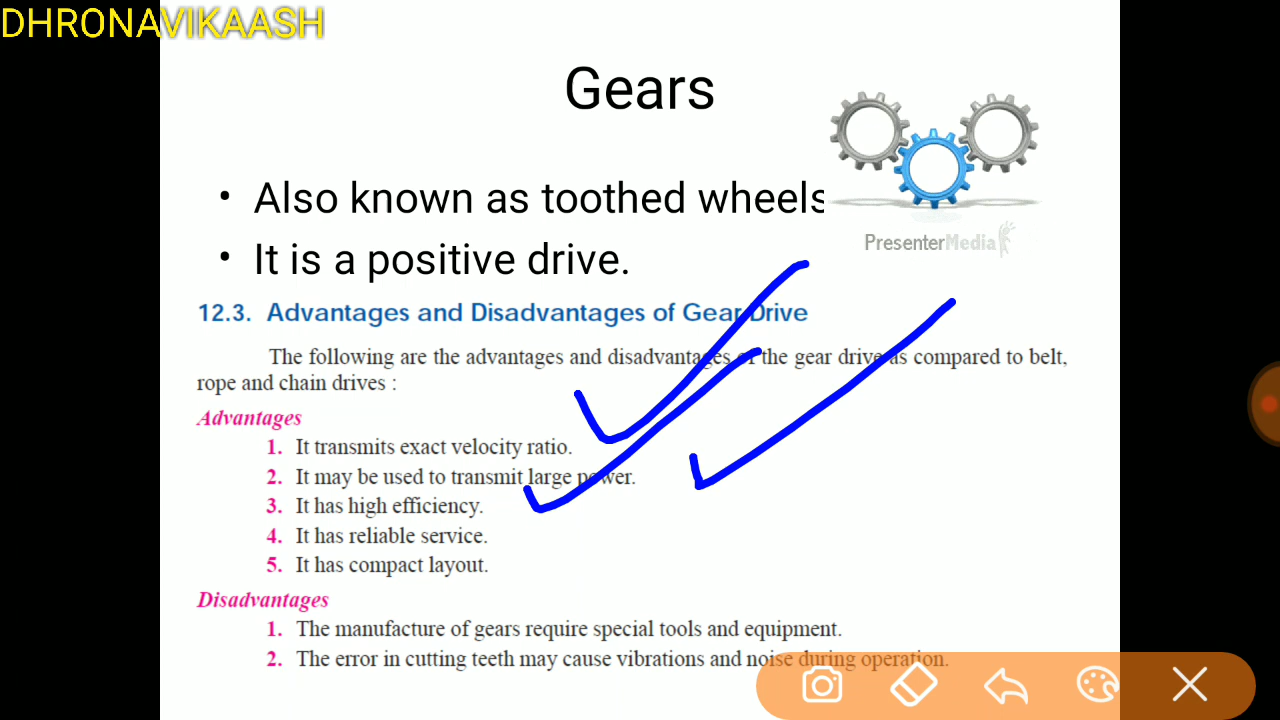 DHRONAVIKAASH
Gears
• Also known as toothed wheels
• It is a positive drive.
PresenterMedia
12.3. Advantages and Disadvantages of Gear Drive
The following are the advantages and disadvantages of the gear drive as compared to belt,
rope and chain drives :
Advantages
1. It transmits exact velocity ratio.
2. It may be used to transmit large power.
3. It has high efficiency.
4. It has reliable service.
5. It has compact layout.
Disadvantages
1. The manufacture of gears require special tools and equipment.
2. The error in cutting teeth may cause vibrations and noise during operation.